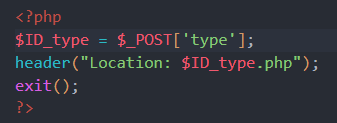 <?php
$ID_type = $_POST['type'];
header("Location: $ID_type.php");
exit();
?>